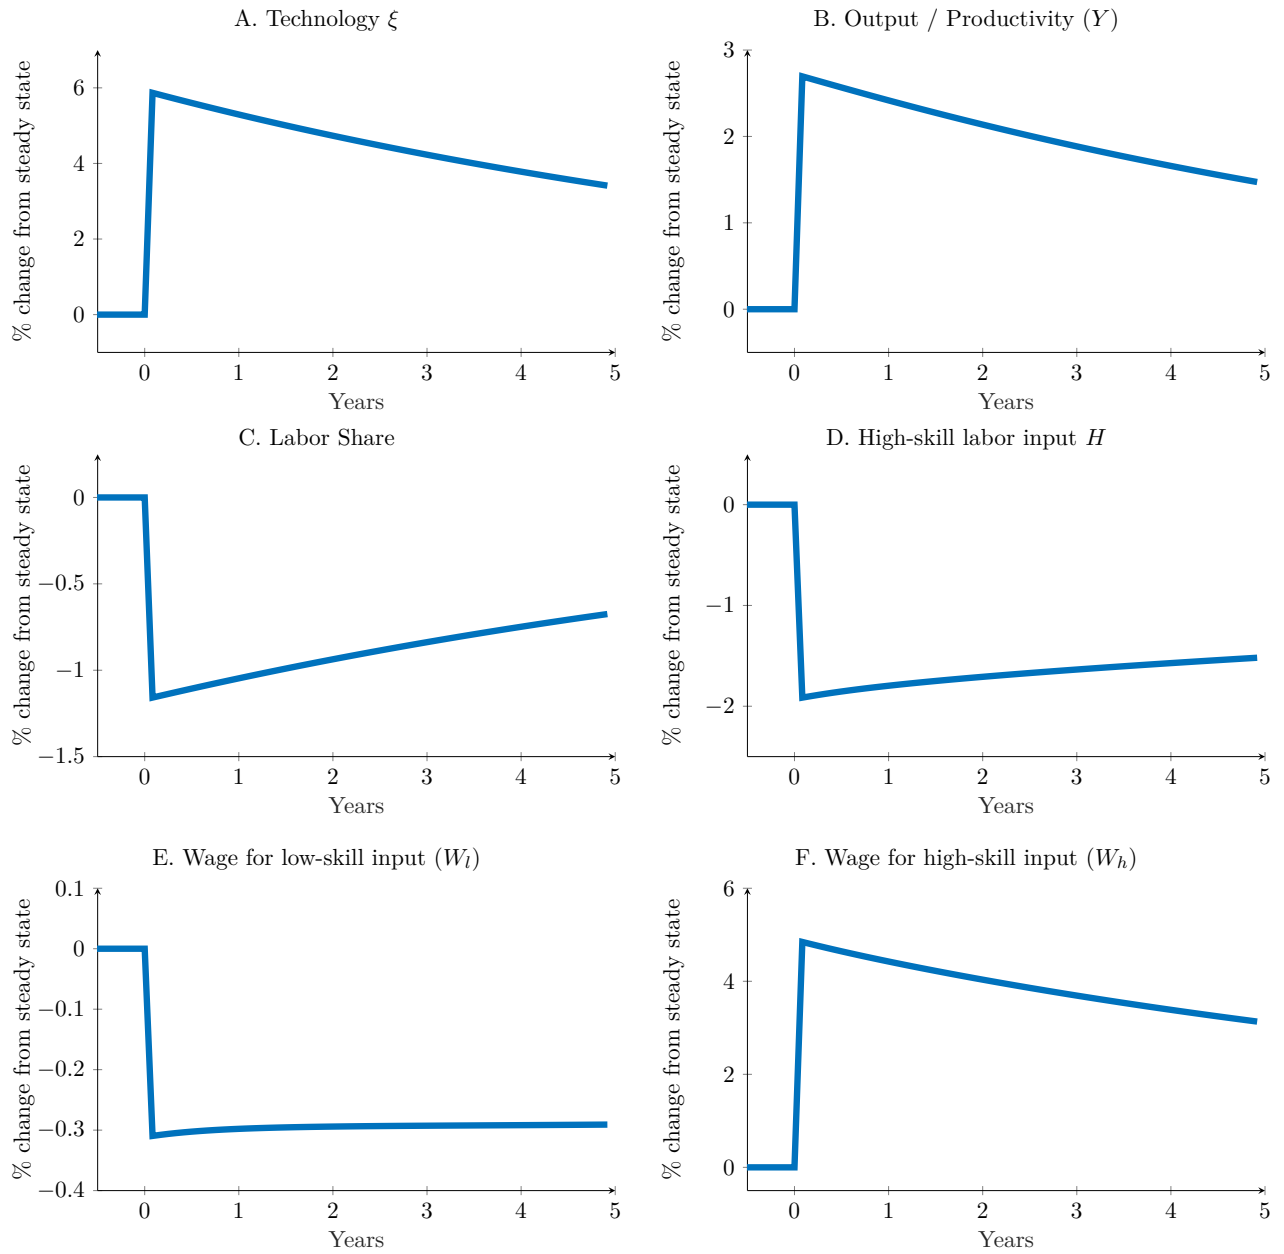 A. Technology ξ
% change from steady state
6
4
2
0
0 1 2 3 4 5
Years
B. Output / Productivity (Y)
% change from steady state
3
2
1
0
0 1 2 3 4 5
Years
C. Labor Share
% change from steady state
0
−0.5
−1
−1.5
0 1 2 3 4 5
Years
D. High-skill labor input H
% change from steady state
0
−1
−2
0 1 2 3 4 5
Years
E. Wage for low-skill input (Wₗ)
% change from steady state
0.1
0
−0.1
−0.2
−0.3
−0.4
0 1 2 3 4 5
Years
F. Wage for high-skill input (Wₕ)
% change from steady state
6
4
2
0
0 1 2 3 4 5
Years